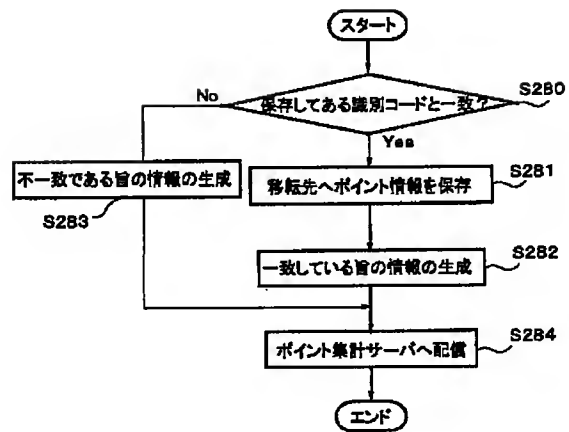 スタート
保存してある識別コードと一致？
S280
No
Yes
移転先へポイント情報を保存
S281
不一致である旨の情報の生成
S283
一致している旨の情報の生成
S282
ポイント集計サーバへ配信
S284
エンド